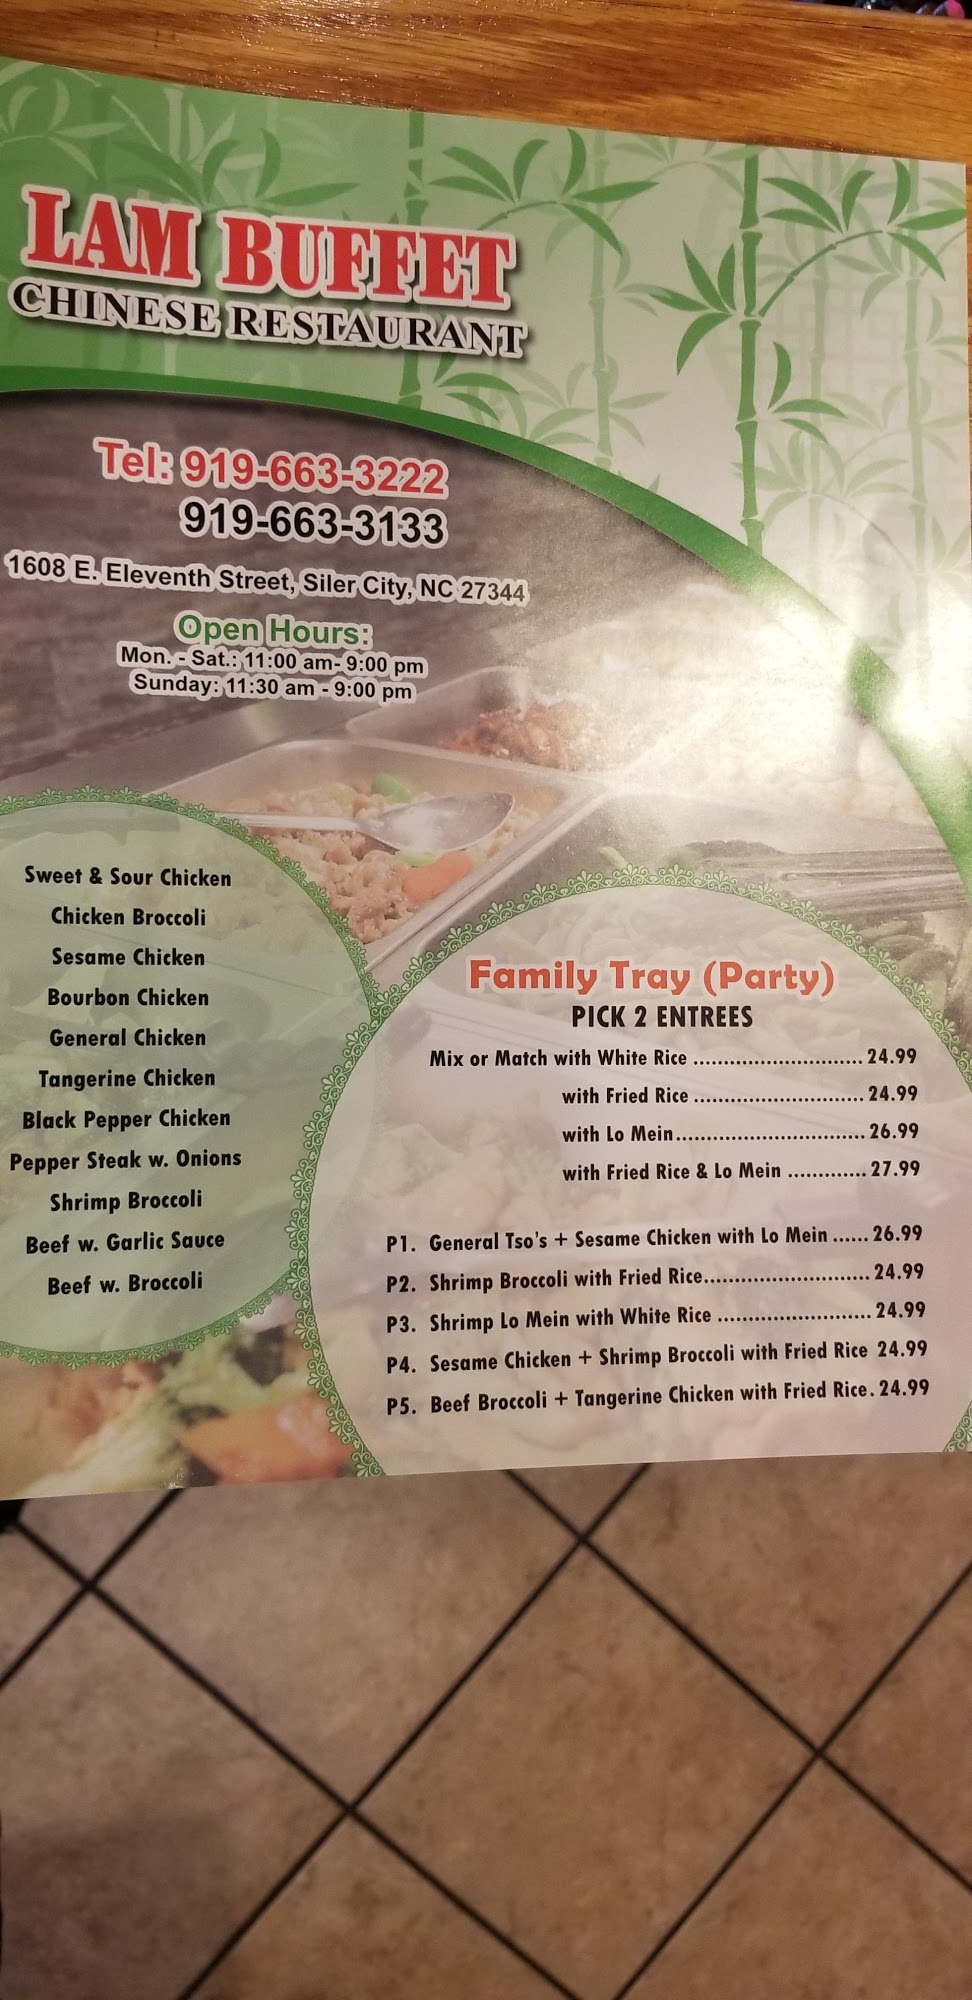 LAM BUFFET
CHINESE RESTAURANT
Tel: 919-663-3222
919-663-3133
1608 E. Eleventh Street, Siler City, NC 27344
Open Hours:
Mon. - Sat.: 11:00 am- 9:00 pm
Sunday: 11:30 am - 9:00 pm
Sweet & Sour Chicken
Chicken Broccoli
Sesame Chicken
Bourbon Chicken
General Chicken
Tangerine Chicken
Black Pepper Chicken
Pepper Steak w. Onions
Shrimp Broccoli
Beef w. Garlic Sauce
Beef w. Broccoli
Family Tray (Party)
PICK 2 ENTREES
Mix or Match with White Rice ............................ 24.99
with Fried Rice ............................ 24.99
with Lo Mein............................... 26.99
with Fried Rice & Lo Mein ............. 27.99
P1. General Tso's + Sesame Chicken with Lo Mein ...... 26.99
P2. Shrimp Broccoli with Fried Rice........................... 24.99
P3. Shrimp Lo Mein with White Rice ......................... 24.99
P4. Sesame Chicken + Shrimp Broccoli with Fried Rice 24.99
P5. Beef Broccoli + Tangerine Chicken with Fried Rice. 24.99